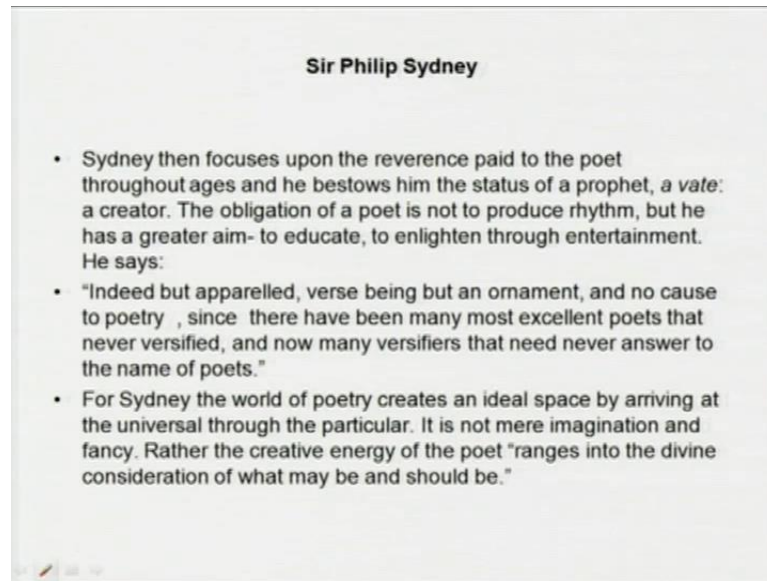 Sir Philip Sydney
• Sydney then focuses upon the reverence paid to the poet
throughout ages and he bestows him the status of a prophet, a vate:
a creator. The obligation of a poet is not to produce rhythm, but he
has a greater aim- to educate, to enlighten through entertainment.
He says:
• “Indeed but apparelled, verse being but an ornament, and no cause
to poetry , since there have been many most excellent poets that
never versified, and now many versifiers that need never answer to
the name of poets.”
• For Sydney the world of poetry creates an ideal space by arriving at
the universal through the particular. It is not mere imagination and
fancy. Rather the creative energy of the poet “ranges into the divine
consideration of what may be and should be.”